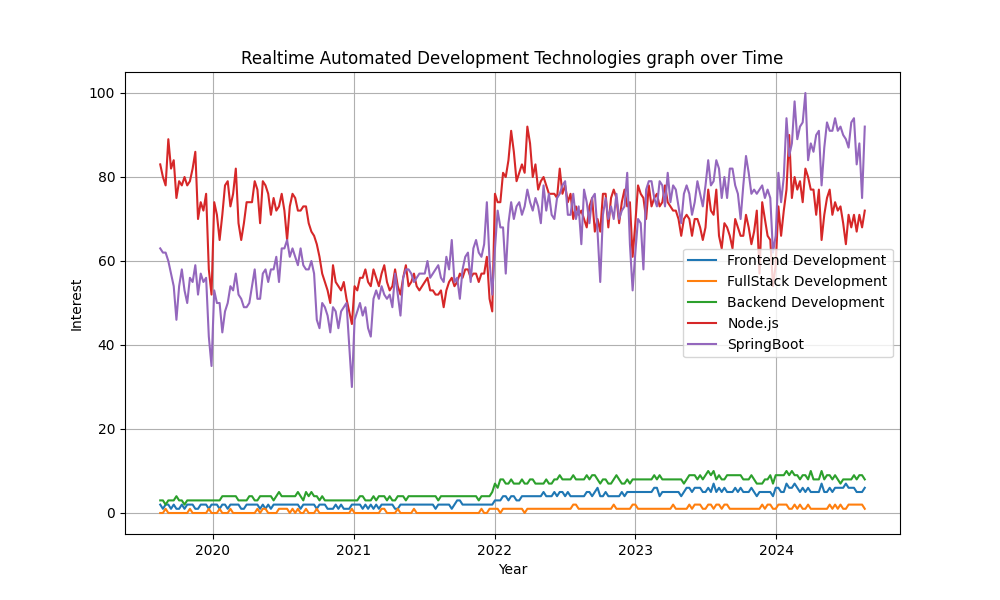 Realtime Automated Development Technologies graph over Time
100
80
60
40
20
0
Interest
Frontend Development
FullStack Development
Backend Development
Node.js
SpringBoot
2020 2021 2022 2023 2024
Year